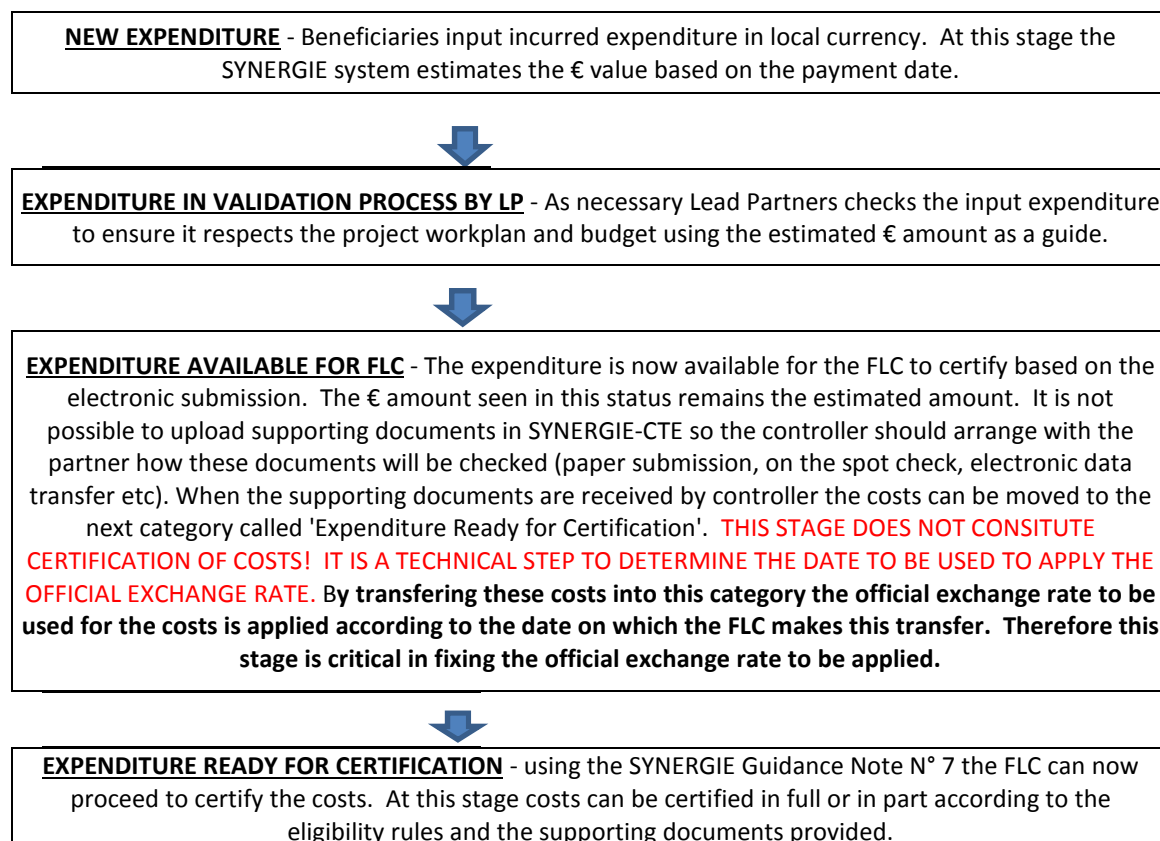 NEW EXPENDITURE - Beneficiaries input incurred expenditure in local currency. At this stage the
SYNERGIE system estimates the € value based on the payment date.
EXPENDITURE IN VALIDATION PROCESS BY LP - As necessary Lead Partners checks the input expenditure
to ensure it respects the project workplan and budget using the estimated € amount as a guide.
EXPENDITURE AVAILABLE FOR FLC - The expenditure is now available for the FLC to certify based on the
electronic submission. The € amount seen in this status remains the estimated amount. It is not
possible to upload supporting documents in SYNERGIE-CTE so the controller should arrange with the
partner how these documents will be checked (paper submission, on the spot check, electronic data
transfer etc). When the supporting documents are received by controller the costs can be moved to the
next category called 'Expenditure Ready for Certification'. THIS STAGE DOES NOT CONSITUTE
CERTIFICATION OF COSTS! IT IS A TECHNICAL STEP TO DETERMINE THE DATE TO BE USED TO APPLY THE
OFFICIAL EXCHANGE RATE. By transfering these costs into this category the official exchange rate to be
used for the costs is applied according to the date on which the FLC makes this transfer. Therefore this
stage is critical in fixing the official exchange rate to be applied.
EXPENDITURE READY FOR CERTIFICATION - using the SYNERGIE Guidance Note N° 7 the FLC can now
proceed to certify the costs. At this stage costs can be certified in full or in part according to the
eligibility rules and the supporting documents provided.